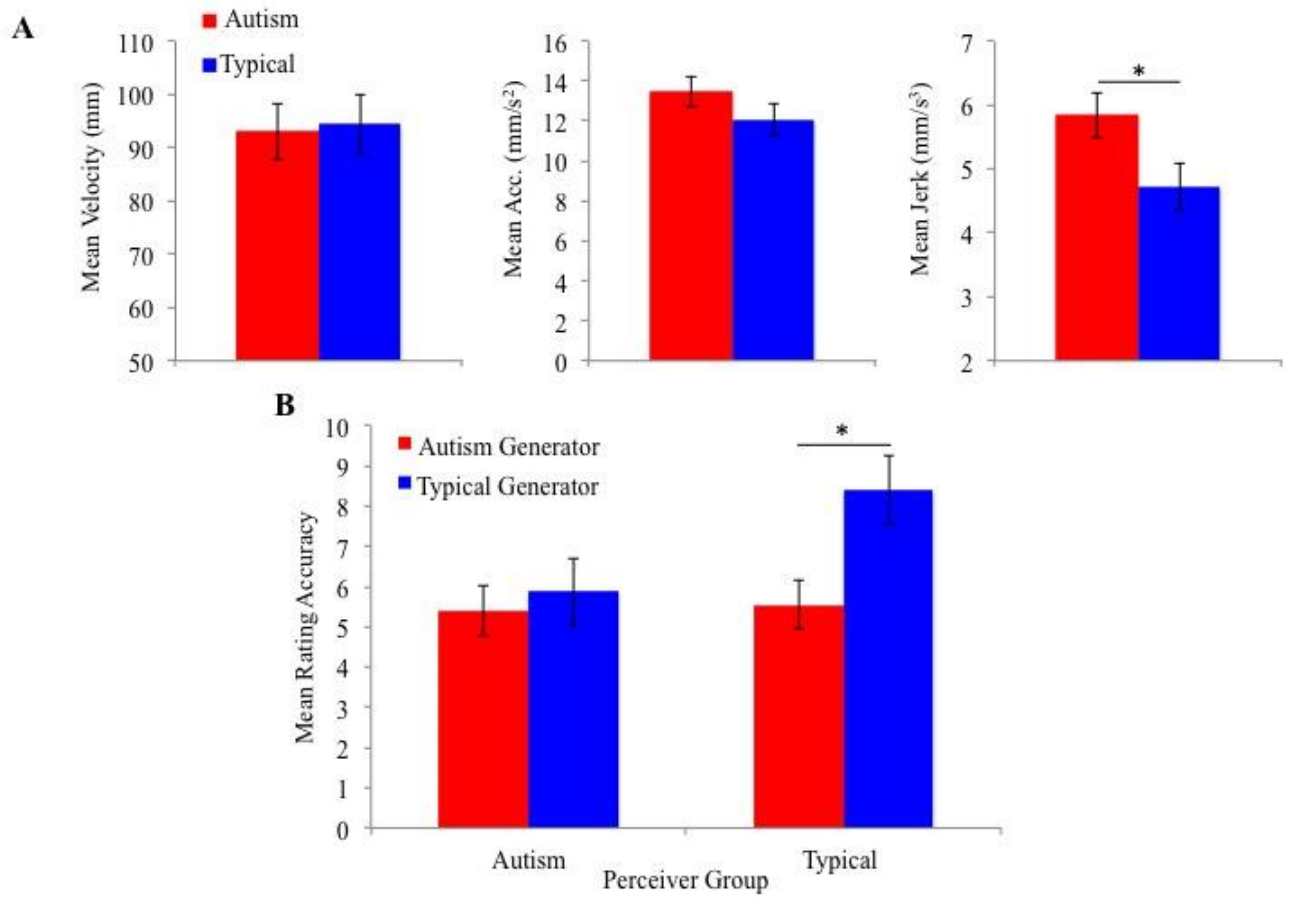 A
Autism
Typical
Mean Velocity (mm)
110
100
90
80
70
60
50
Mean Acc. (mm/s²)
16
14
12
10
8
6
4
2
0
Mean Jerk (mm/s³)
7
6
5
4
3
2
*
B
Autism Generator
Typical Generator
Mean Rating Accuracy
10
9
8
7
6
5
4
3
2
1
0
*
Autism
Typical
Perceiver Group